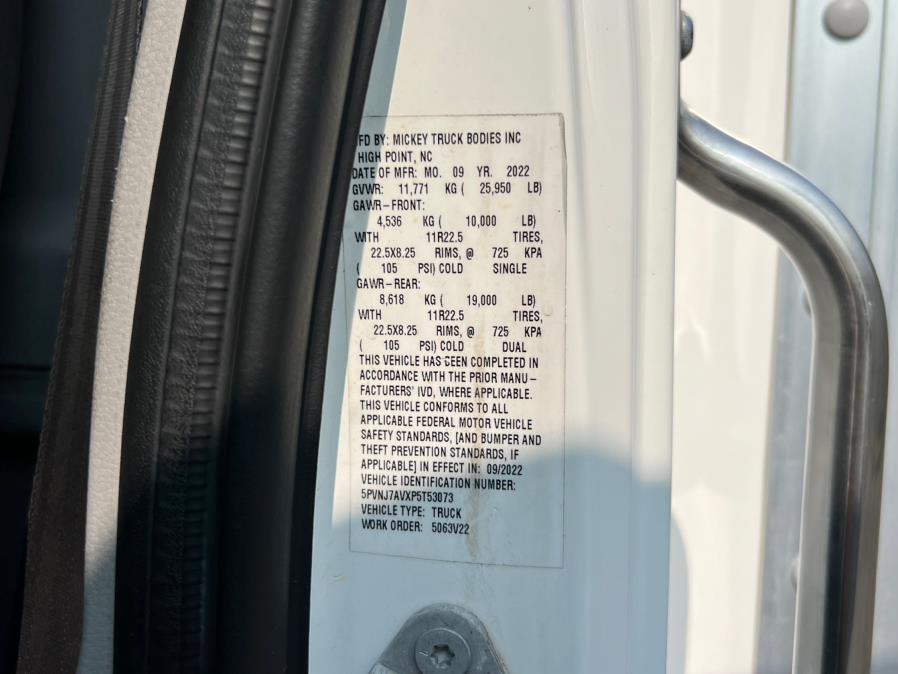 FD BY: MICKEY TRUCK BODIES INC
HIGH POINT, NC
DATE OF MFR: MO. 09 YR. 2022
GVWR: 11,771 KG ( 25,950 LB)
GAWR-FRONT:
4,536 KG ( 10,000 LB)
WITH 11R22.5 TIRES,
22.5X8.25 RIMS, @ 725 KPA
( 105 PSI) COLD SINGLE
GAWR-REAR:
8,618 KG ( 19,000 LB)
WITH 11R22.5 TIRES,
22.5X8.25 RIMS, @ 725 KPA
( 105 PSI) COLD DUAL
THIS VEHICLE HAS BEEN COMPLETED IN
ACCORDANCE WITH THE PRIOR MANU-
FACTURERS' IVD, WHERE APPLICABLE.
THIS VEHICLE CONFORMS TO ALL
APPLICABLE FEDERAL MOTOR VEHICLE
SAFETY STANDARDS, [AND BUMPER AND
THEFT PREVENTION STANDARDS, IF
APPLICABLE] IN EFFECT IN: 09/2022
VEHICLE IDENTIFICATION NUMBER:
5PVNJ7AVXP5T53073
VEHICLE TYPE: TRUCK
WORK ORDER: 5063V22